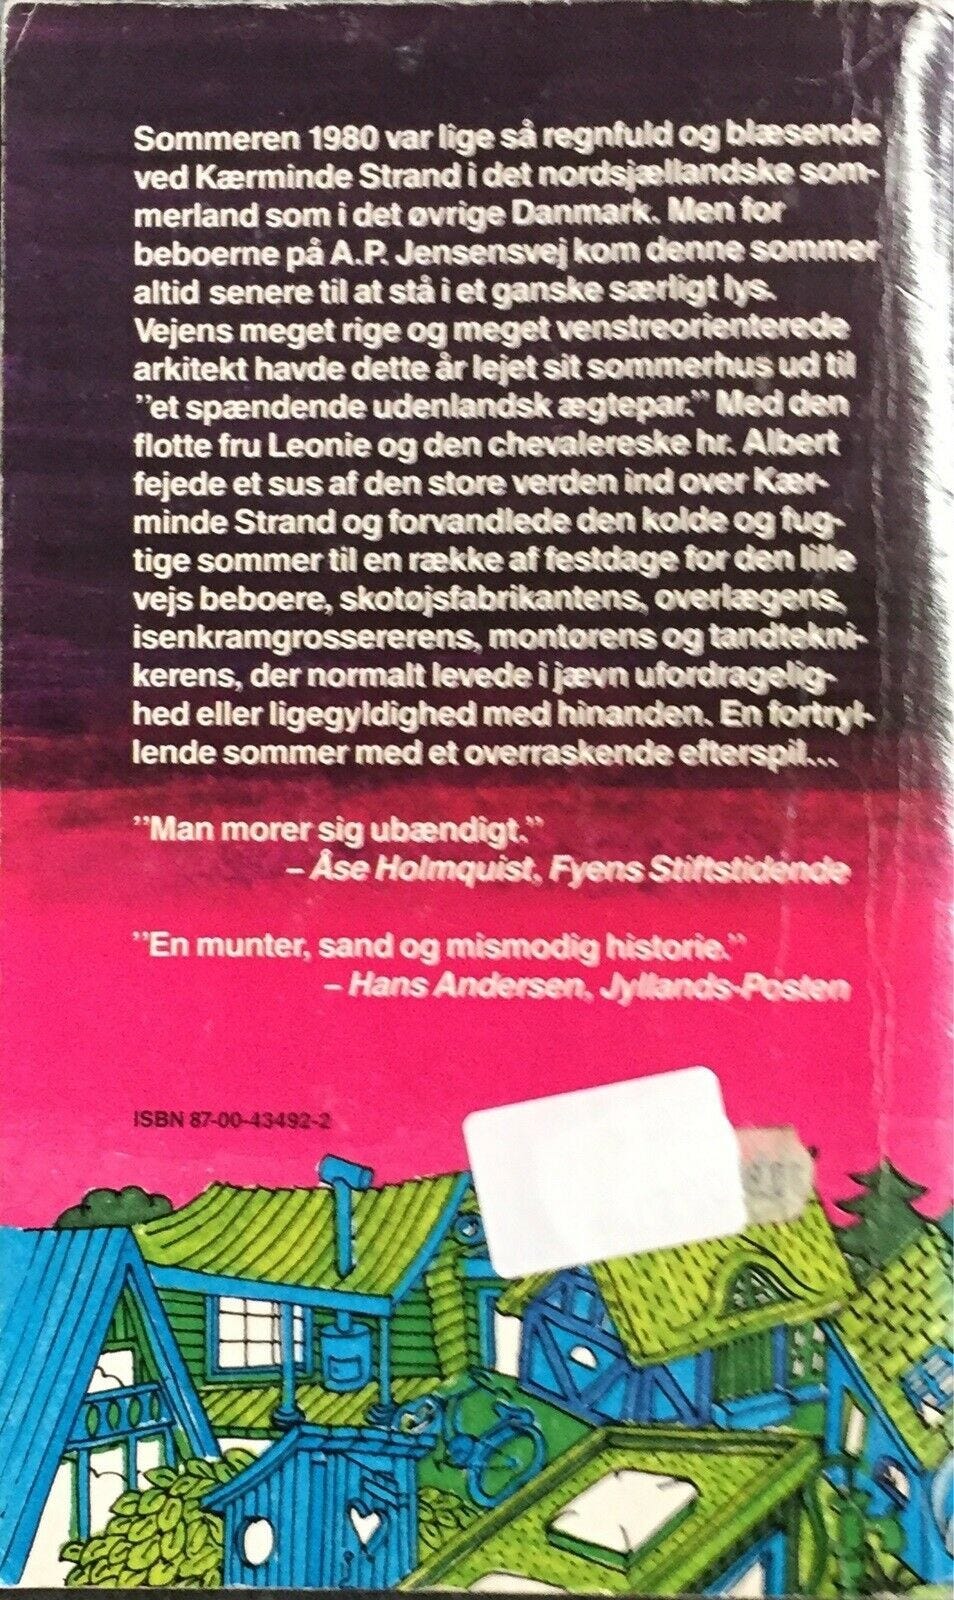 Sommeren 1980 var lige så regnfuld og blæsende
ved Kærminde Strand i det nordsjællandske som-
merland som i det øvrige Danmark. Men for
beboerne på A.P. Jensensvej kom denne sommer
altid senere til at stå i et ganske særligt lys.
Vejens meget rige og meget venstreorienterede
arkitekt havde dette år lejet sit sommerhus ud til
"et spændende udenlandsk ægtepar." Med den
flotte fru Leonie og den chevalereske hr. Albert
fejede et sus af den store verden ind over Kær-
minde Strand og forvandlede den kolde og fug-
tige sommer til en række af festdage for den lille
vejs beboere, skotøjsfabrikantens, overlægens,
isenkramgrossererens, montørens og tandtekni-
kerens, der normalt levede i jævn ufordragelig-
hed eller ligegyldighed med hinanden. En fortryl-
lende sommer med et overraskende efterspil...
"Man morer sig ubændigt."
– Åse Holmquist, Fyens Stiftstidende
"En munter, sand og mismodig historie."
– Hans Andersen, Jyllands-Posten
ISBN 87-00-43492-2